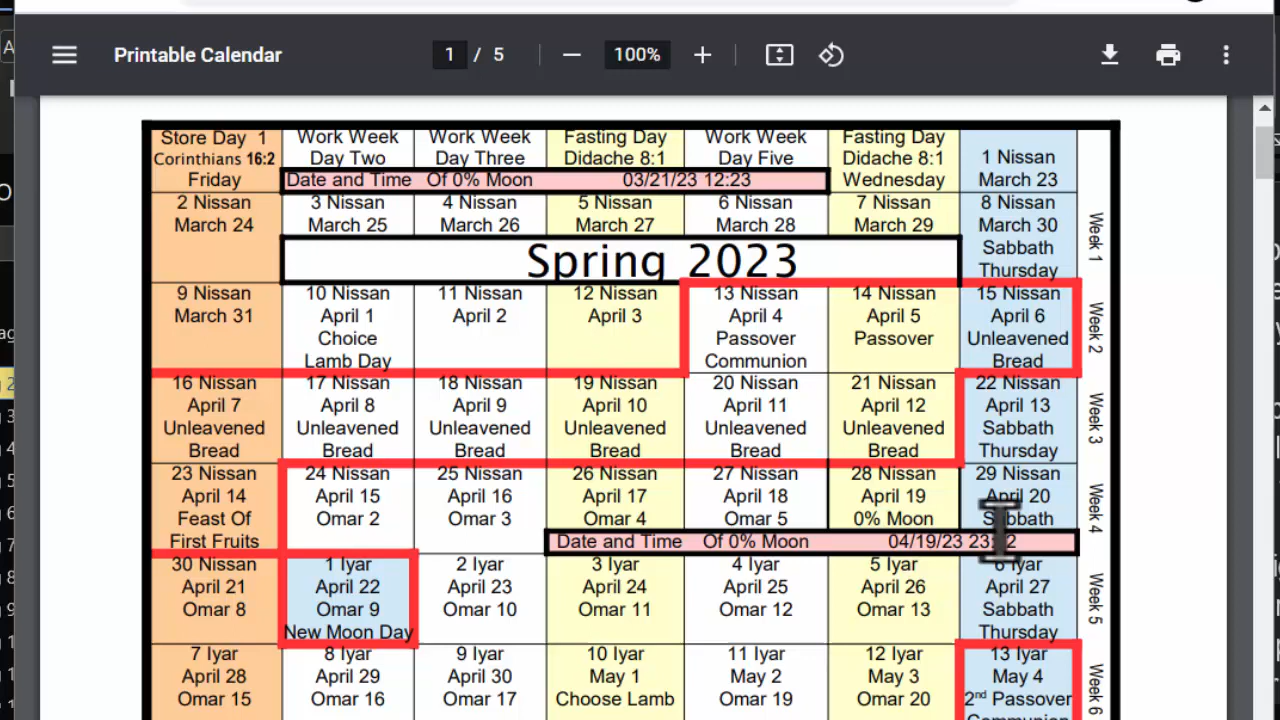 Printable Calendar
1 / 5
100%
Store Day 1
Corinthians 16:2
Friday
Work Week
Day Two
Work Week
Day Three
Fasting Day
Didache 8:1
Work Week
Day Five
Fasting Day
Didache 8:1
Wednesday
1 Nissan
March 23
Date and Time Of 0% Moon 03/21/23 12:23
2 Nissan
March 24
3 Nissan
March 25
4 Nissan
March 26
5 Nissan
March 27
6 Nissan
March 28
7 Nissan
March 29
8 Nissan
March 30
Sabbath
Thursday
Week 1
Spring 2023
9 Nissan
March 31
10 Nissan
April 1
Choice
Lamb Day
11 Nissan
April 2
12 Nissan
April 3
13 Nissan
April 4
Passover
Communion
14 Nissan
April 5
Passover
15 Nissan
April 6
Unleavened
Bread
Week 2
16 Nissan
April 7
Unleavened
Bread
17 Nissan
April 8
Unleavened
Bread
18 Nissan
April 9
Unleavened
Bread
19 Nissan
April 10
Unleavened
Bread
20 Nissan
April 11
Unleavened
Bread
21 Nissan
April 12
Unleavened
Bread
22 Nissan
April 13
Sabbath
Thursday
Week 3
23 Nissan
April 14
Feast Of
First Fruits
24 Nissan
April 15
Omar 2
25 Nissan
April 16
Omar 3
26 Nissan
April 17
Omar 4
27 Nissan
April 18
Omar 5
28 Nissan
April 19
0% Moon
29 Nissan
April 20
Sabbath
Week 4
Date and Time Of 0% Moon 04/19/23
30 Nissan
April 21
Omar 8
1 Iyar
April 22
Omar 9
New Moon Day
2 Iyar
April 23
Omar 10
3 Iyar
April 24
Omar 11
4 Iyar
April 25
Omar 12
5 Iyar
April 26
Omar 13
6 Iyar
April 27
Sabbath
Thursday
Week 5
7 Iyar
April 28
Omar 15
8 Iyar
April 29
Omar 16
9 Iyar
April 30
Omar 17
10 Iyar
May 1
Choose Lamb
11 Iyar
May 2
Omar 19
12 Iyar
May 3
Omar 20
13 Iyar
May 4
2nd Passover
Week 6